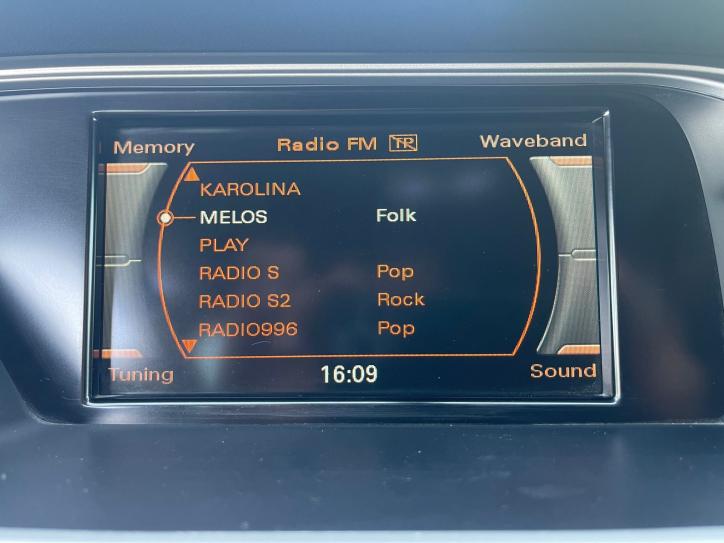 Memory Radio FM TP Waveband
KAROLINA
MELOS Folk
PLAY
RADIO S Pop
RADIO S2 Rock
RADIO996 Pop
Tuning 16:09 Sound